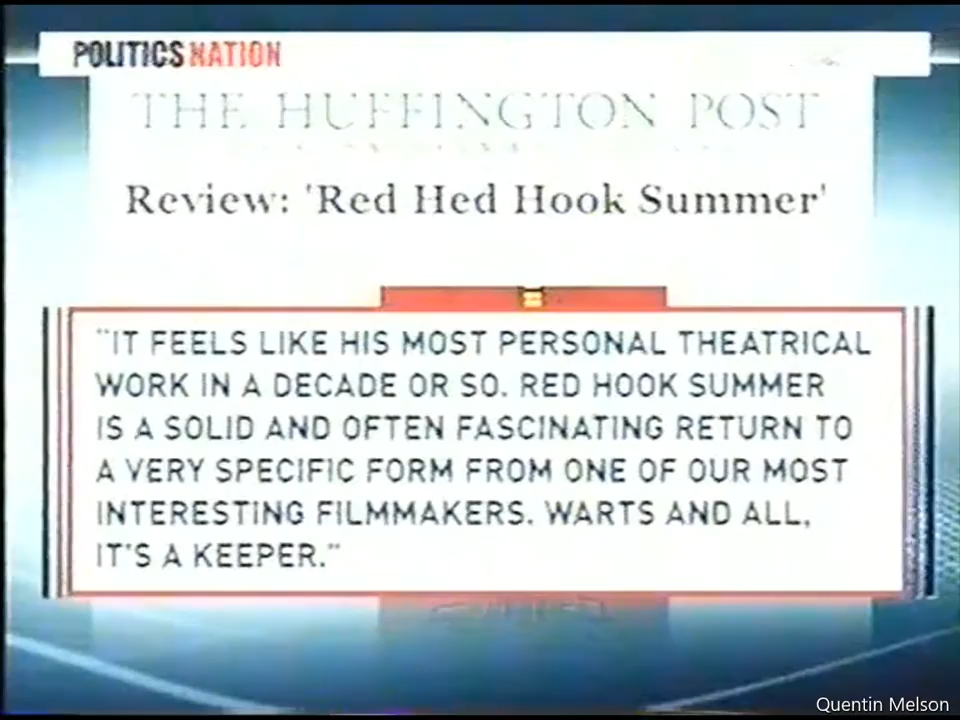 POLITICS NATION
THE HUFFINGTON POST
Review: 'Red Hed Hook Summer'
"IT FEELS LIKE HIS MOST PERSONAL THEATRICAL
WORK IN A DECADE OR SO. RED HOOK SUMMER
IS A SOLID AND OFTEN FASCINATING RETURN TO
A VERY SPECIFIC FORM FROM ONE OF OUR MOST
INTERESTING FILMMAKERS. WARTS AND ALL,
IT'S A KEEPER."
Quentin Melson